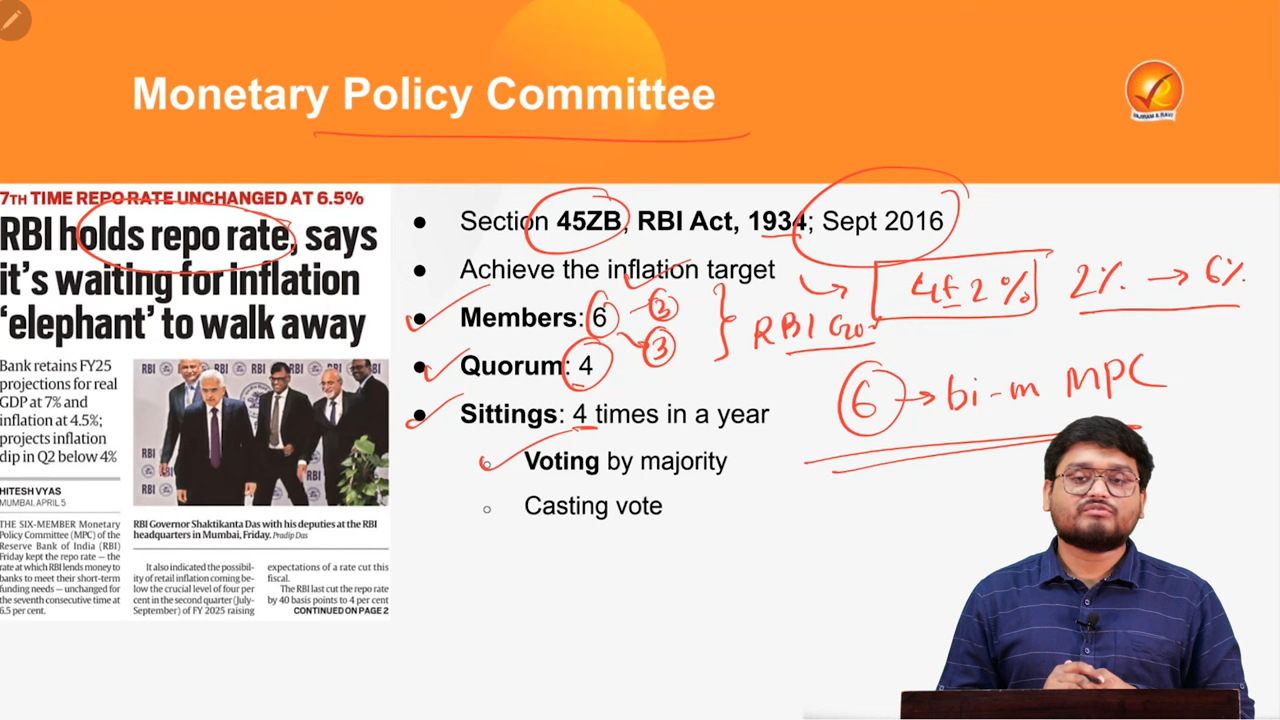 Monetary Policy Committee
VAJIRAM & RAVI
7TH TIME REPO RATE UNCHANGED AT 6.5%
RBI holds repo rate, says
it's waiting for inflation
'elephant' to walk away
Bank retains FY25
projections for real
GDP at 7% and
inflation at 4.5%;
projects inflation
dip in Q2 below 4%
HITESH VYAS
MUMBAI, APRIL 5
THE SIX-MEMBER Monetary
Policy Committee (MPC) of the
Reserve Bank of India (RBI)
Friday kept the repo rate — the
rate at which RBI lends money to
banks to meet their short-term
funding needs — unchanged for
the seventh consecutive time at
6.5 per cent.
RBI RBI RBI
RBI
RBI
RBI
RBI
RBI Governor Shaktikanta Das with his deputies at the RBI
headquarters in Mumbai, Friday. Pradip Das
It also indicated the possibil-
ity of retail inflation coming be-
low the crucial level of four per
cent in the second quarter (July-
September) of FY 2025 raising
expectations of a rate cut this
fiscal.
The RBI last cut the repo rate
by 40 basis points to 4 per cent
CONTINUED ON PAGE 2
● Section 45ZB, RBI Act, 1934; Sept 2016
● Achieve the inflation target
4±2% 2% → 6%
● Members: 6
3
3
RBI Gov
● Quorum: 4
6 → bi-m MPC
● Sittings: 4 times in a year
○ Voting by majority
○ Casting vote